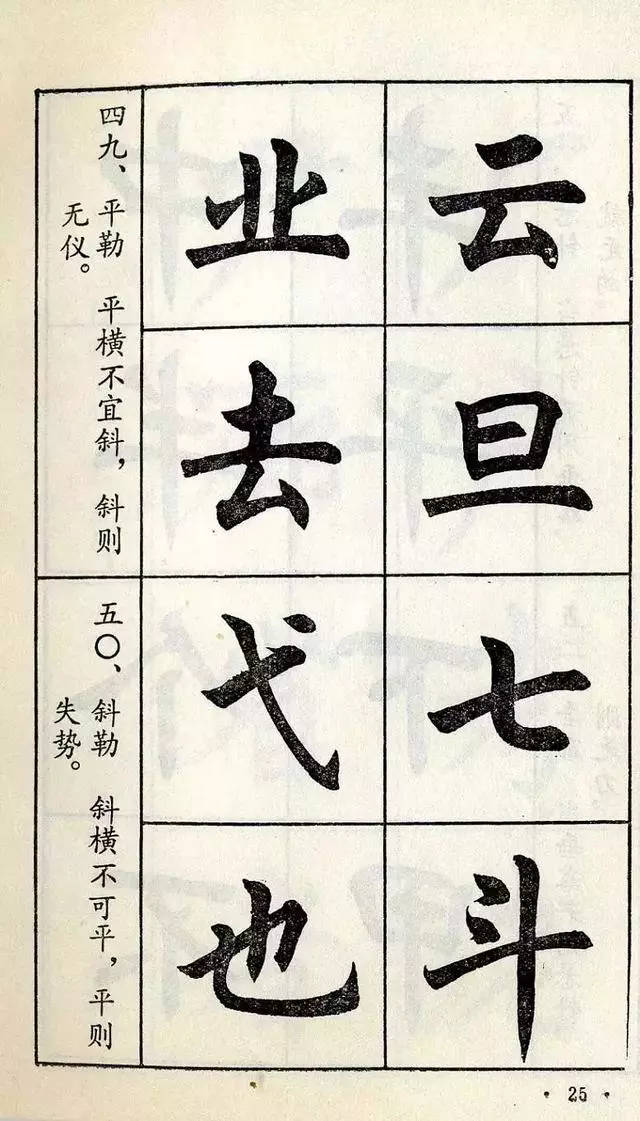 云旦
业去
四九、平勒 平横不宜斜，斜则
无仪。
七斗
弋也
五〇、斜勒 斜横不可平，平则
失势。
·25·